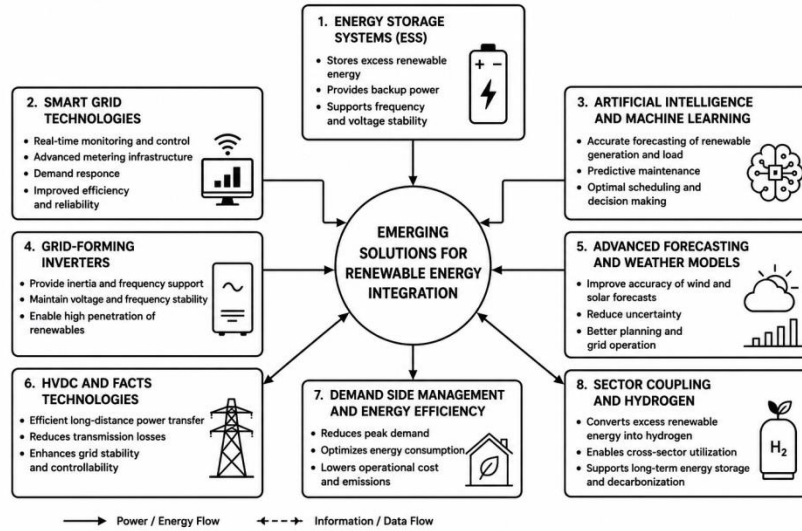 1. ENERGY STORAGE
SYSTEMS (ESS)
• Stores excess renewable
energy
• Provides backup power
• Supports frequency
and voltage stability
2. SMART GRID
TECHNOLOGIES
• Real-time monitoring and control
• Advanced metering infrastructure
• Demand responce
• Improved efficiency
and reliability
3. ARTIFICIAL INTELLIGENCE
AND MACHINE LEARNING
• Accurate forecasting of renewable
generation and load
• Predictive maintenance
• Optimal scheduling and
decision making
EMERGING
SOLUTIONS FOR
RENEWABLE ENERGY
INTEGRATION
4. GRID-FORMING
INVERTERS
• Provide inertia and frequency support
• Maintain voltage and frequency stability
• Enable high penetration of
renewables
5. ADVANCED FORECASTING
AND WEATHER MODELS
• Improve accuracy of wind and
solar forecasts
• Reduce uncertainty
• Better planning and
grid operation
6. HVDC AND FACTS
TECHNOLOGIES
• Efficient long-distance power transfer
• Reduces transmission losses
• Enhances grid stability
and controllability
7. DEMAND SIDE MANAGEMENT
AND ENERGY EFFICIENCY
• Reduces peak demand
• Optimizes energy consumption
• Lowers operational cost
and emissions
8. SECTOR COUPLING
AND HYDROGEN
• Converts excess renewable
energy into hydrogen
• Enables cross-sector utilization
• Supports long-term energy storage
and decarbonization
H₂
Power / Energy Flow
Information / Data Flow